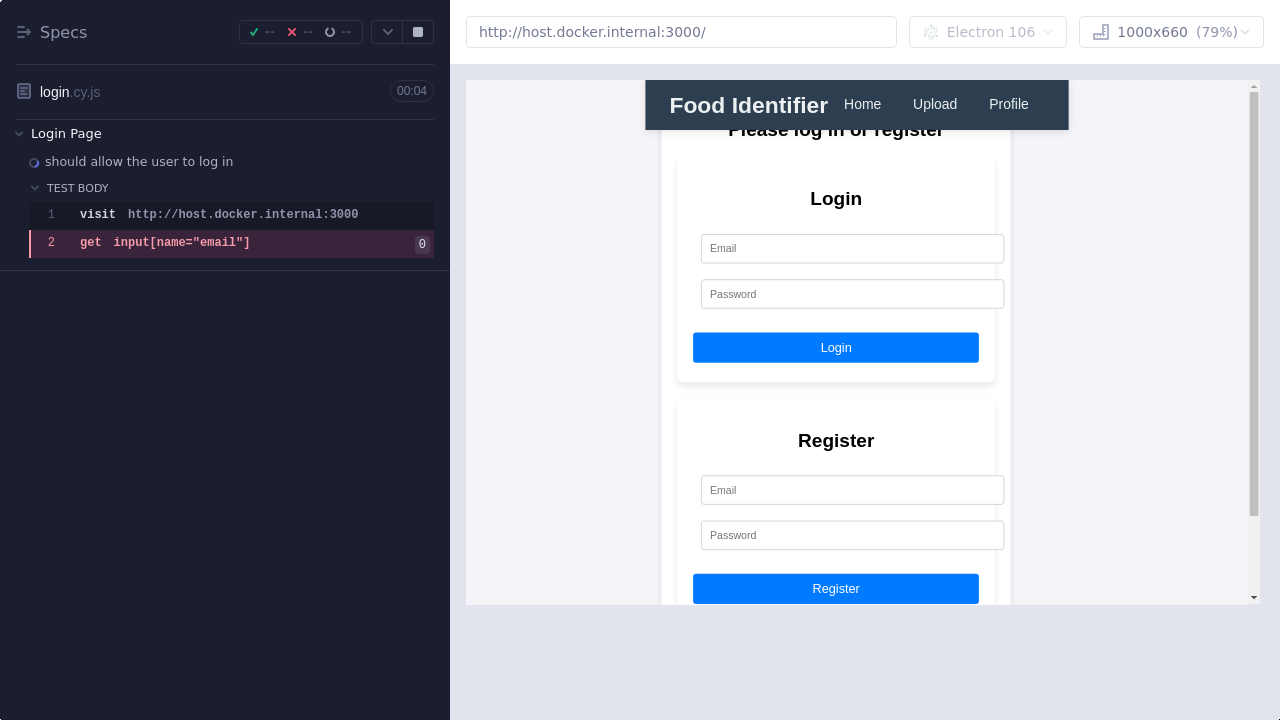 Specs
-- -- --
login.cy.js
00:04
Login Page
should allow the user to log in
TEST BODY
1 visit http://host.docker.internal:3000
2 get input[name="email"] 0
http://host.docker.internal:3000/
Electron 106
1000x660 (79%)
Food Identifier Home Upload Profile
Please log in or register
Login
Email
Password
Login
Register
Email
Password
Register